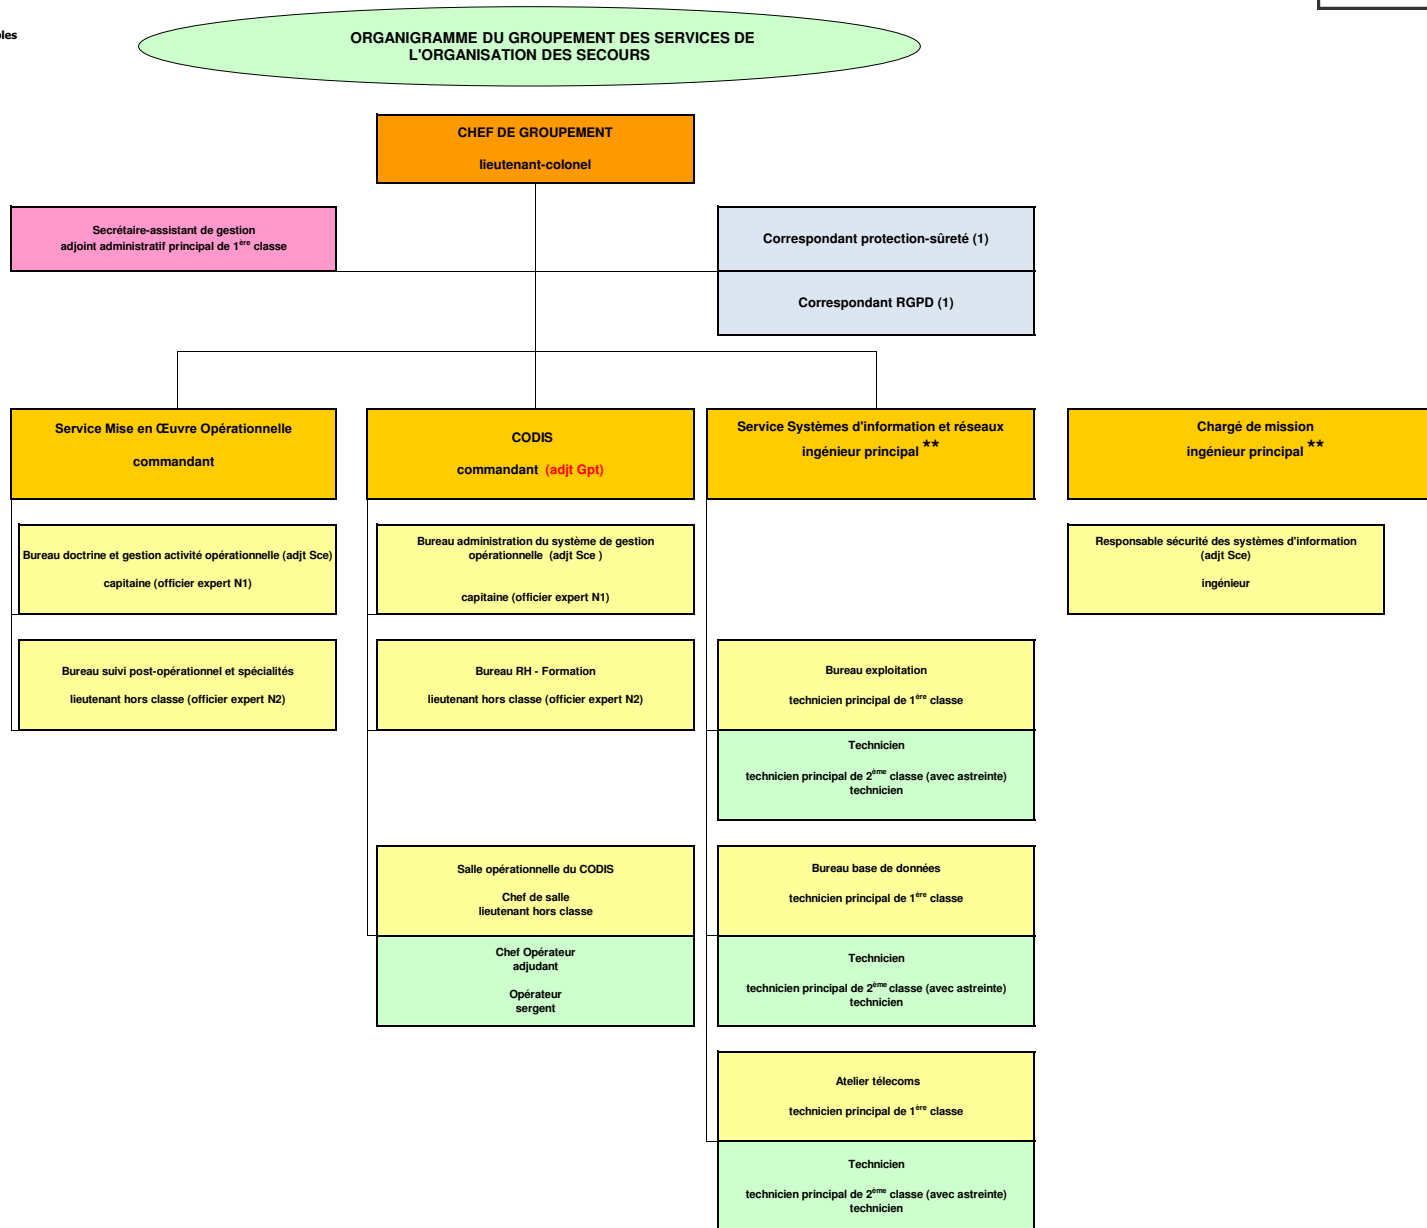 ORGANIGRAMME DU GROUPEMENT DES SERVICES DE
L'ORGANISATION DES SECOURS
CHEF DE GROUPEMENT
lieutenant-colonel
Secrétaire-assistant de gestion
adjoint administratif principal de 1ère classe
Correspondant protection-sûreté (1)
Correspondant RGPD (1)
Service Mise en Œuvre Opérationnelle
commandant
CODIS
commandant (adjt Gpt)
Service Systèmes d'information et réseaux
ingénieur principal **
Chargé de mission
ingénieur principal **
Bureau doctrine et gestion activité opérationnelle (adjt Sce)
capitaine (officier expert N1)
Bureau administration du système de gestion
opérationnelle (adjt Sce )
capitaine (officier expert N1)
Responsable sécurité des systèmes d'information
(adjt Sce)
ingénieur
Bureau suivi post-opérationnel et spécialités
lieutenant hors classe (officier expert N2)
Bureau RH - Formation
lieutenant hors classe (officier expert N2)
Bureau exploitation
technicien principal de 1ère classe
Technicien
technicien principal de 2ème classe (avec astreinte)
technicien
Salle opérationnelle du CODIS
Chef de salle
lieutenant hors classe
Chef Opérateur
adjudant
Opérateur
sergent
Bureau base de données
technicien principal de 1ère classe
Technicien
technicien principal de 2ème classe (avec astreinte)
technicien
Atelier télécoms
technicien principal de 1ère classe
Technicien
technicien principal de 2ème classe (avec astreinte)
technicien